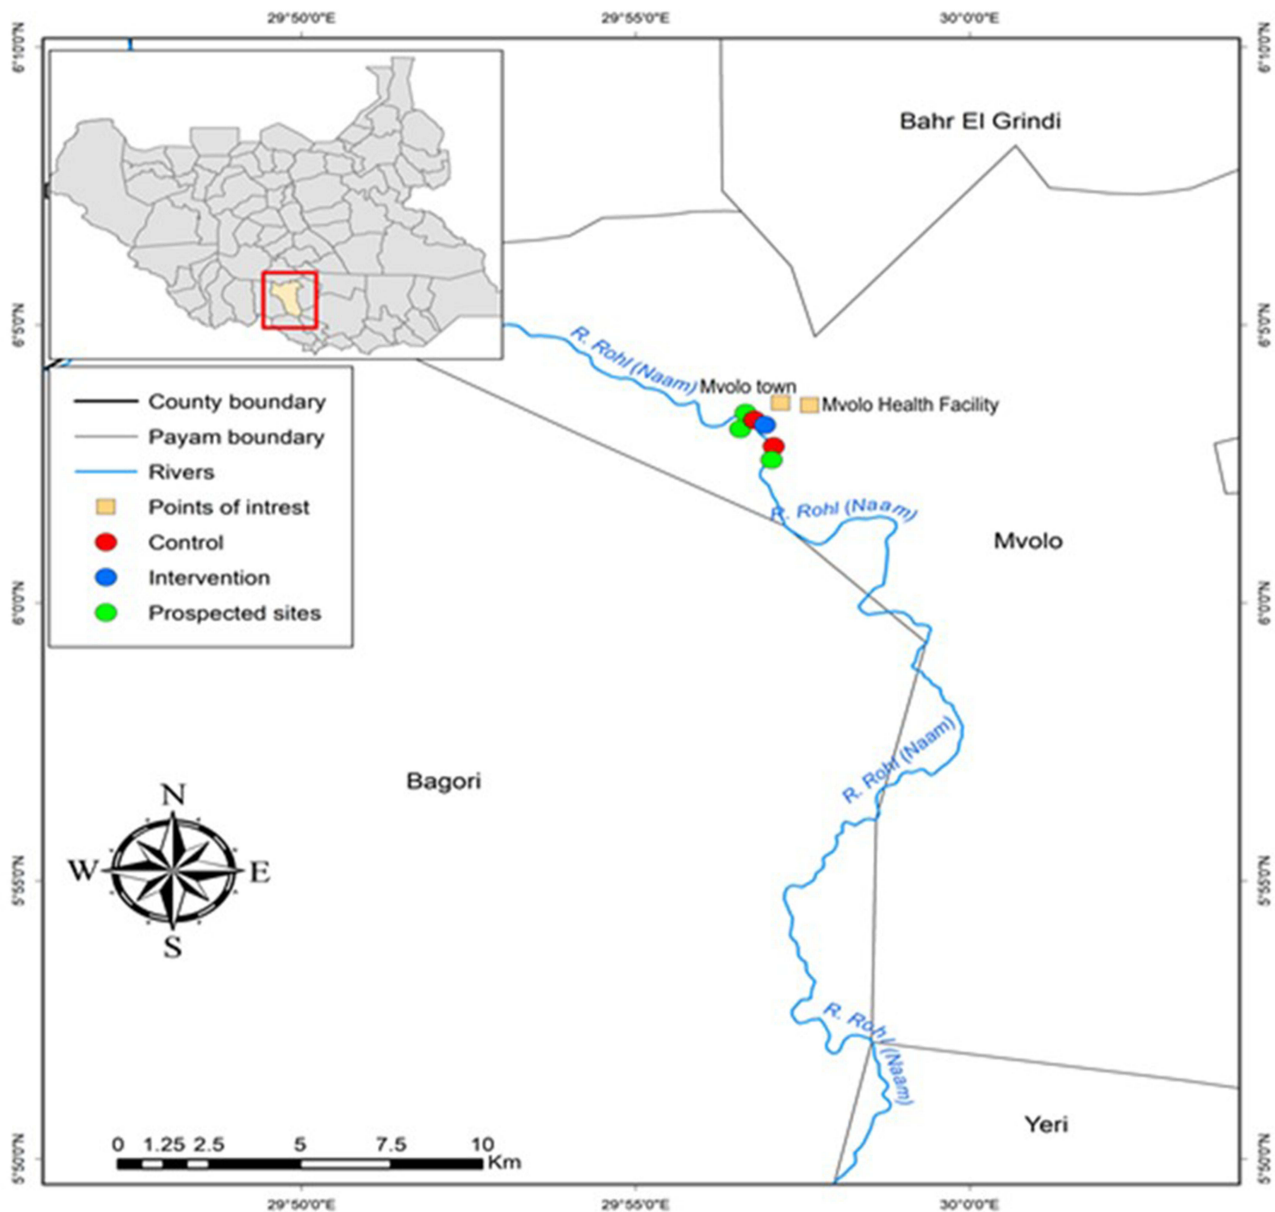 29°50'0"E 29°55'0"E 30°0'0"E
6°10'0"N 6°10'0"N
Bahr El Grindi
6°5'0"N 6°5'0"N
R. Rohl (Naam)
Mvolo town
Mvolo Health Facility
County boundary
Payam boundary
Rivers
Points of intrest
Control
Intervention
Prospected sites
R. Rohl (Naam)
Mvolo
6°0'0"N 6°0'0"N
R. Rohl (Naam)
Bagori
N
W E
S
5°55'0"N 5°55'0"N
R. Rohl (Naam)
Yeri
0 1.25 2.5 5 7.5 10
Km
5°50'0"N 5°50'0"N
29°50'0"E 29°55'0"E 30°0'0"E